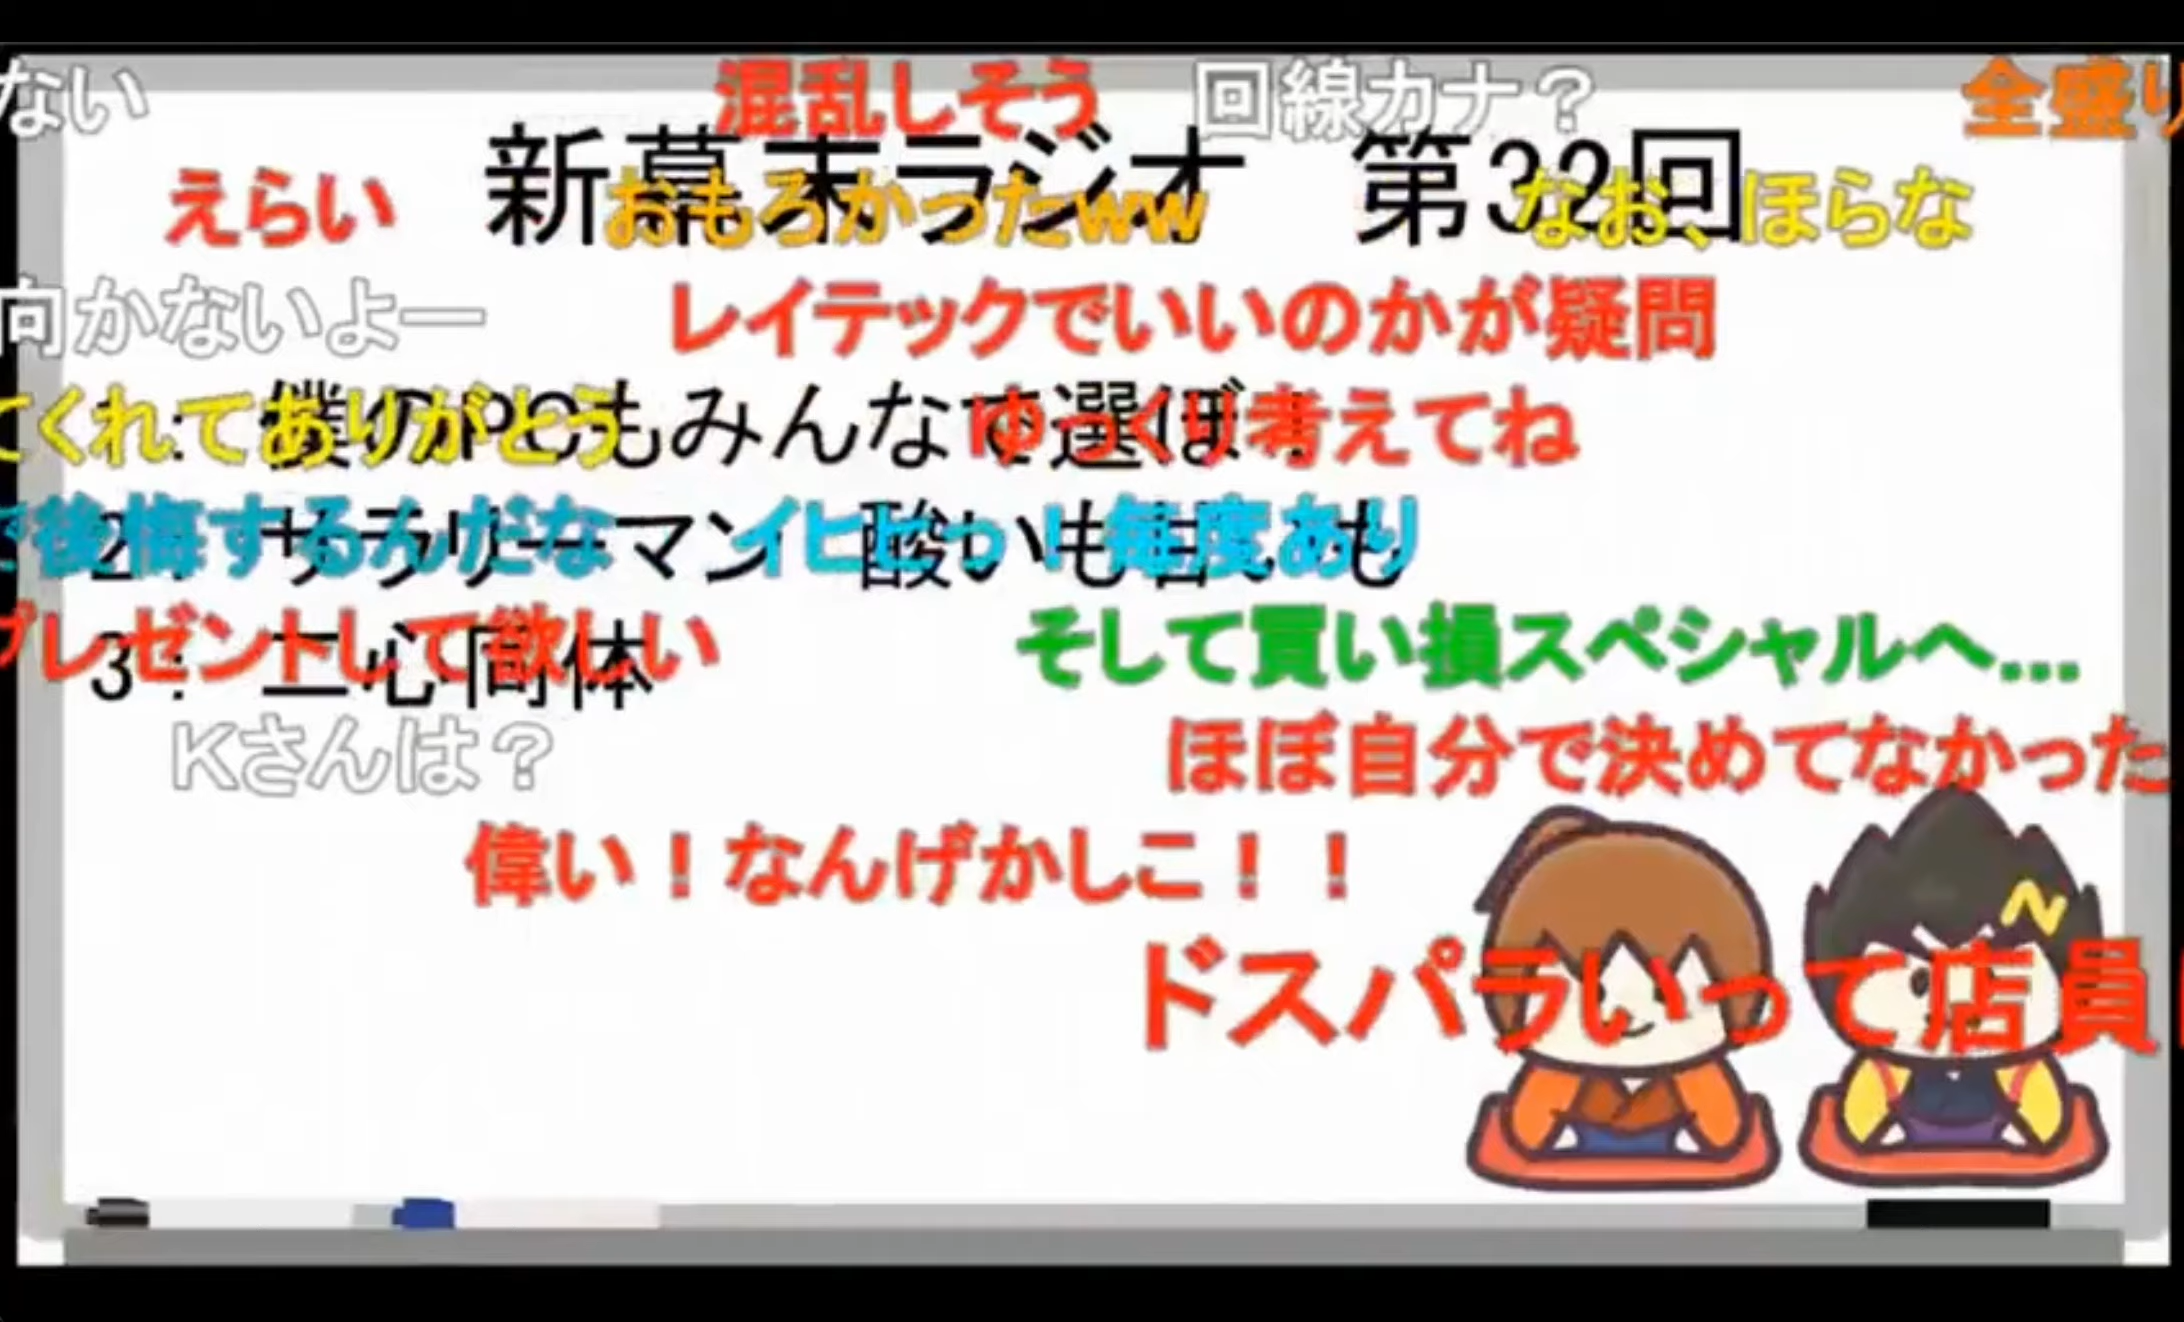 ない
混乱しそう
回線カナ？
全盛り
えらい
新幕末ラジオ　第32回
おもろかったww
なお、ほらな
向かないよー
レイテックでいいのかが疑問
てくれてありがとう
僕のPCもみんなで選ぼ！
ゆっくり考えてね
で後悔するんだな
2：サラリーマン　酸いも甘いも
イヒヒっ！毎度あり
プレゼントして欲しい
3：二心同体
そして買い損スペシャルへ…
Kさんは？
ほぼ自分で決めてなかった
偉い！なんげかしこ！！
ドスパラいって店員